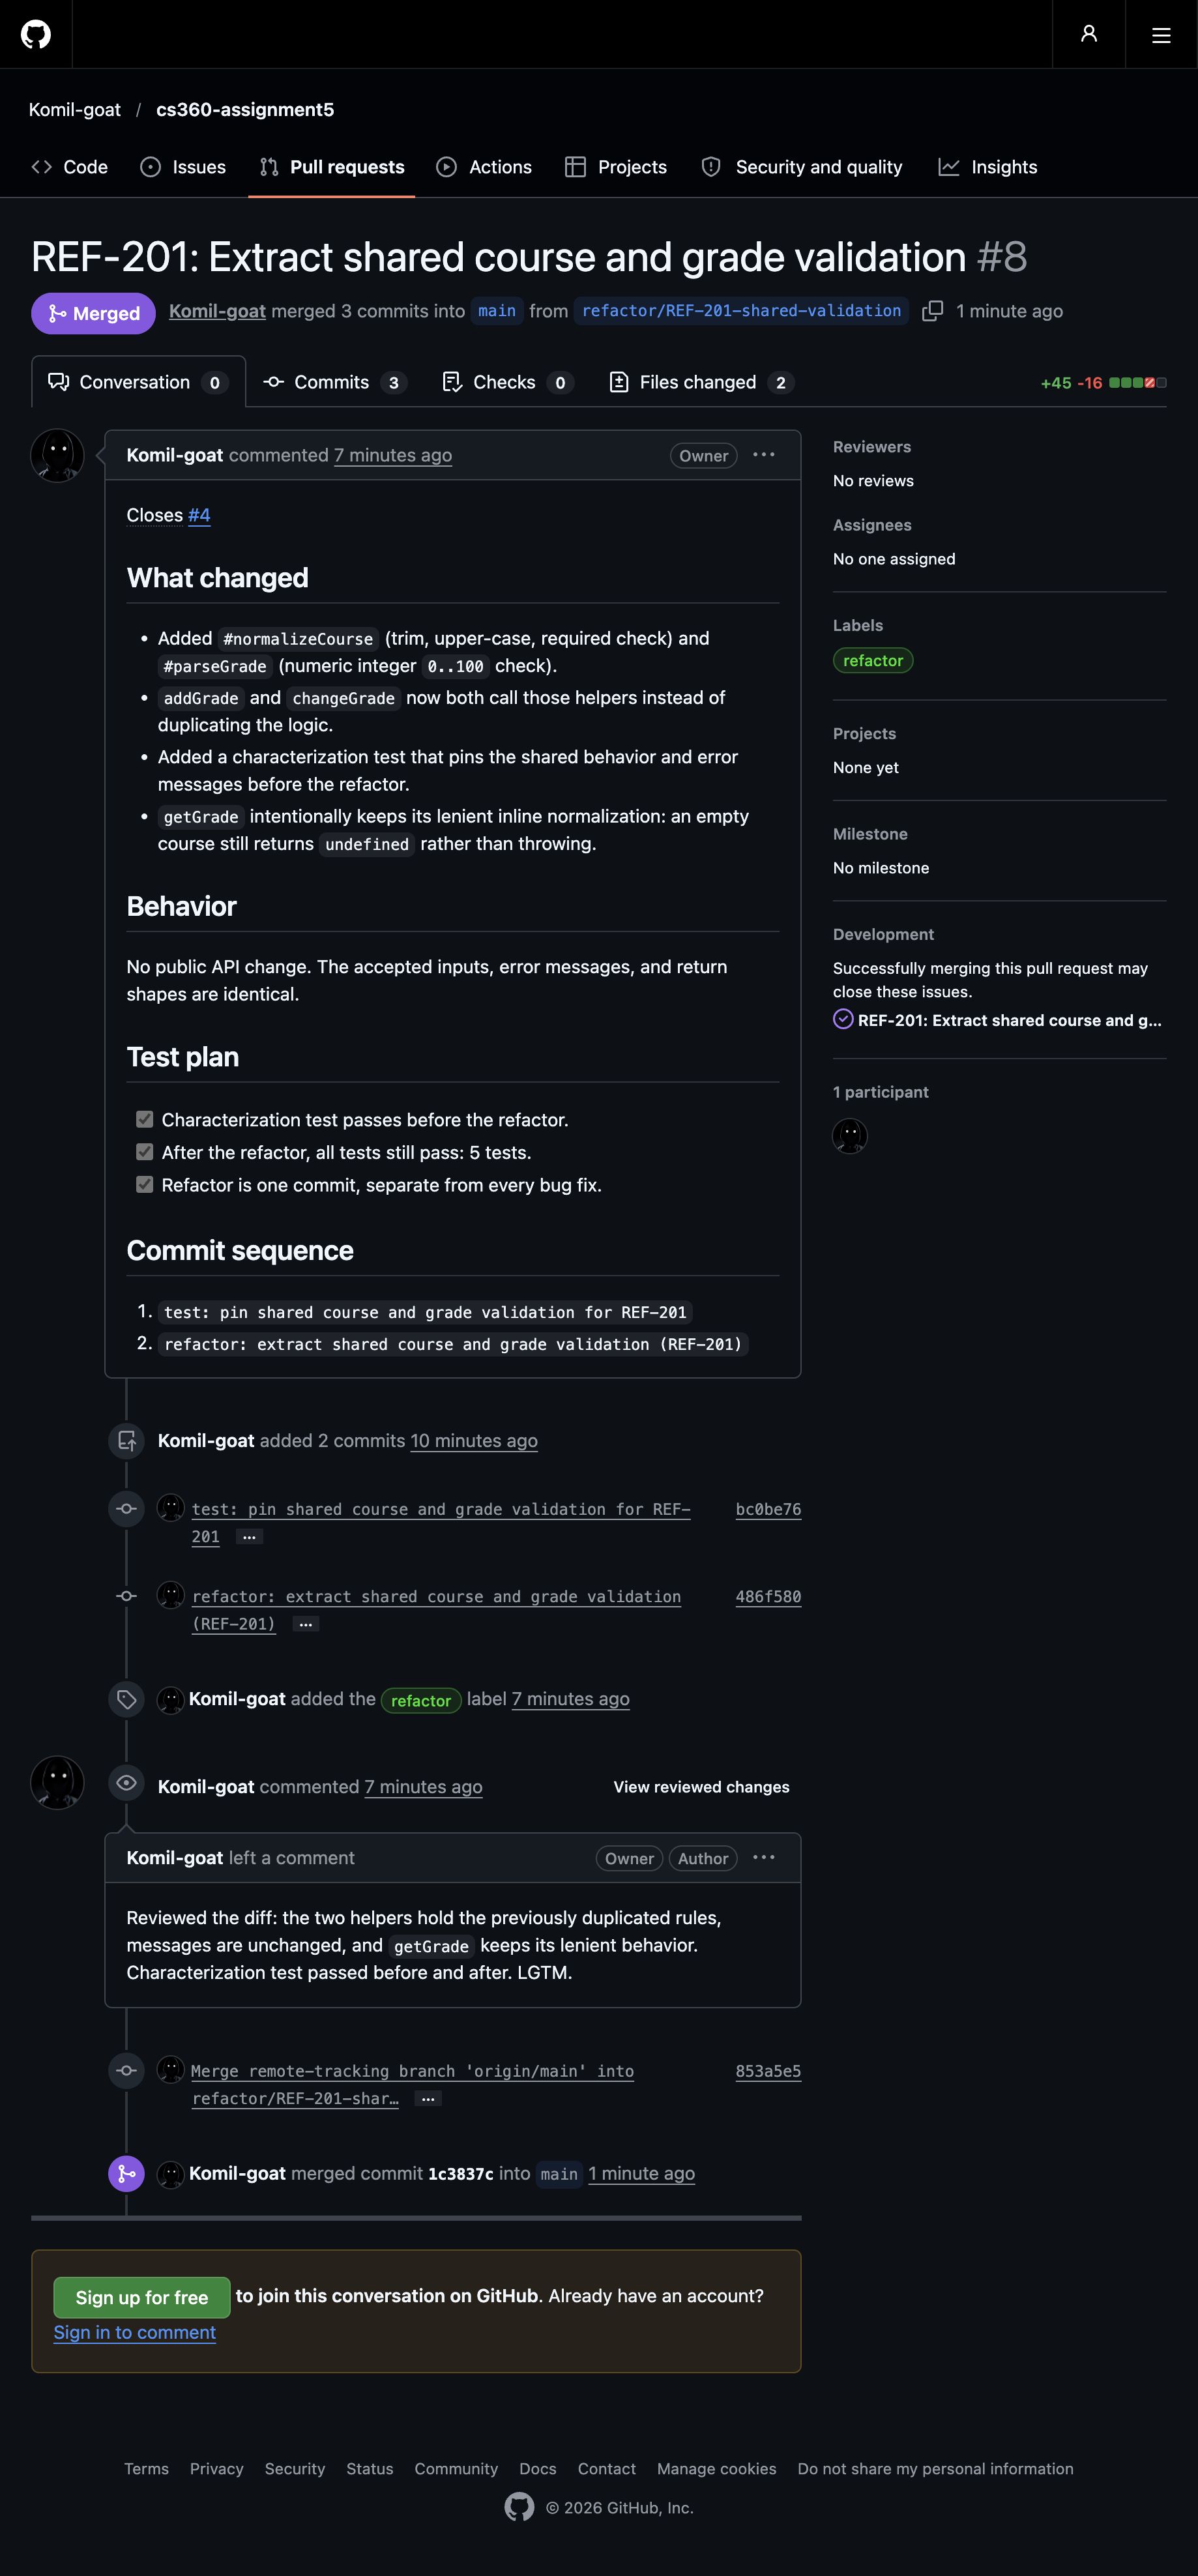 Komil-goat / cs360-assignment5
Code
Issues
Pull requests
Actions
Projects
Security and quality
Insights
REF-201: Extract shared course and grade validation #8
Merged
Komil-goat merged 3 commits into main from refactor/REF-201-shared-validation 1 minute ago
Conversation 0
Commits 3
Checks 0
Files changed 2
+45 -16
Komil-goat commented 7 minutes ago
Owner
Closes #4
What changed
• Added #normalizeCourse (trim, upper-case, required check) and
#parseGrade (numeric integer 0..100 check).
• addGrade and changeGrade now both call those helpers instead of
duplicating the logic.
• Added a characterization test that pins the shared behavior and error
messages before the refactor.
• getGrade intentionally keeps its lenient inline normalization: an empty
course still returns undefined rather than throwing.
Behavior
No public API change. The accepted inputs, error messages, and return
shapes are identical.
Test plan
Characterization test passes before the refactor.
After the refactor, all tests still pass: 5 tests.
Refactor is one commit, separate from every bug fix.
Commit sequence
1. test: pin shared course and grade validation for REF-201
2. refactor: extract shared course and grade validation (REF-201)
Reviewers
No reviews
Assignees
No one assigned
Labels
refactor
Projects
None yet
Milestone
No milestone
Development
Successfully merging this pull request may
close these issues.
REF-201: Extract shared course and g...
1 participant
Komil-goat added 2 commits 10 minutes ago
test: pin shared course and grade validation for REF-
201 …
bc0be76
refactor: extract shared course and grade validation
(REF-201) …
486f580
Komil-goat added the refactor label 7 minutes ago
Komil-goat commented 7 minutes ago
View reviewed changes
Komil-goat left a comment
Owner
Author
Reviewed the diff: the two helpers hold the previously duplicated rules,
messages are unchanged, and getGrade keeps its lenient behavior.
Characterization test passed before and after. LGTM.
Merge remote-tracking branch 'origin/main' into
refactor/REF-201-shar… …
853a5e5
Komil-goat merged commit 1c3837c into main 1 minute ago
Sign up for free to join this conversation on GitHub. Already have an account?
Sign in to comment
Terms
Privacy
Security
Status
Community
Docs
Contact
Manage cookies
Do not share my personal information
© 2026 GitHub, Inc.